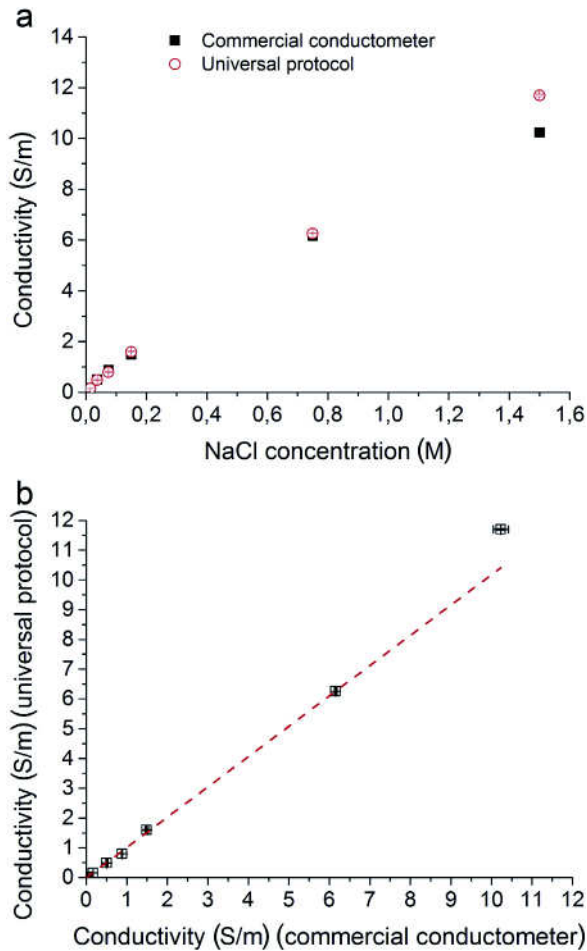 a
Commercial conductometer
Universal protocol
Conductivity (S/m)
14
12
10
8
6
4
2
0
0,0 0,2 0,4 0,6 0,8 1,0 1,2 1,4 1,6
NaCl concentration (M)
b
Conductivity (S/m) (universal protocol)
12
11
10
9
8
7
6
5
4
3
2
1
0
0 1 2 3 4 5 6 7 8 9 10 11 12
Conductivity (S/m) (commercial conductometer)